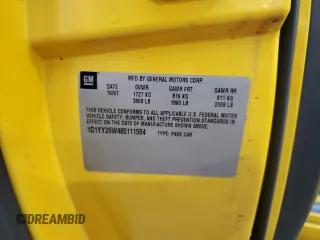 GM
MFD BY GENERAL MOTORS CORP.
DATE GVWR GAWR FRT GAWR RR
10/07 1727 KG 816 KG 911 KG
3808 LB 1800 LB 2008 LB
THIS VEHICLE CONFORMS TO ALL APPLICABLE U.S. FEDERAL MOTOR
VEHICLE SAFETY, BUMPER, AND THEFT PREVENTION STANDARDS IN
EFFECT ON THE DATE OF MANUFACTURE SHOWN ABOVE.
1G1YY26W485111564 TYPE: PASS CAR
DREAMBID.COM